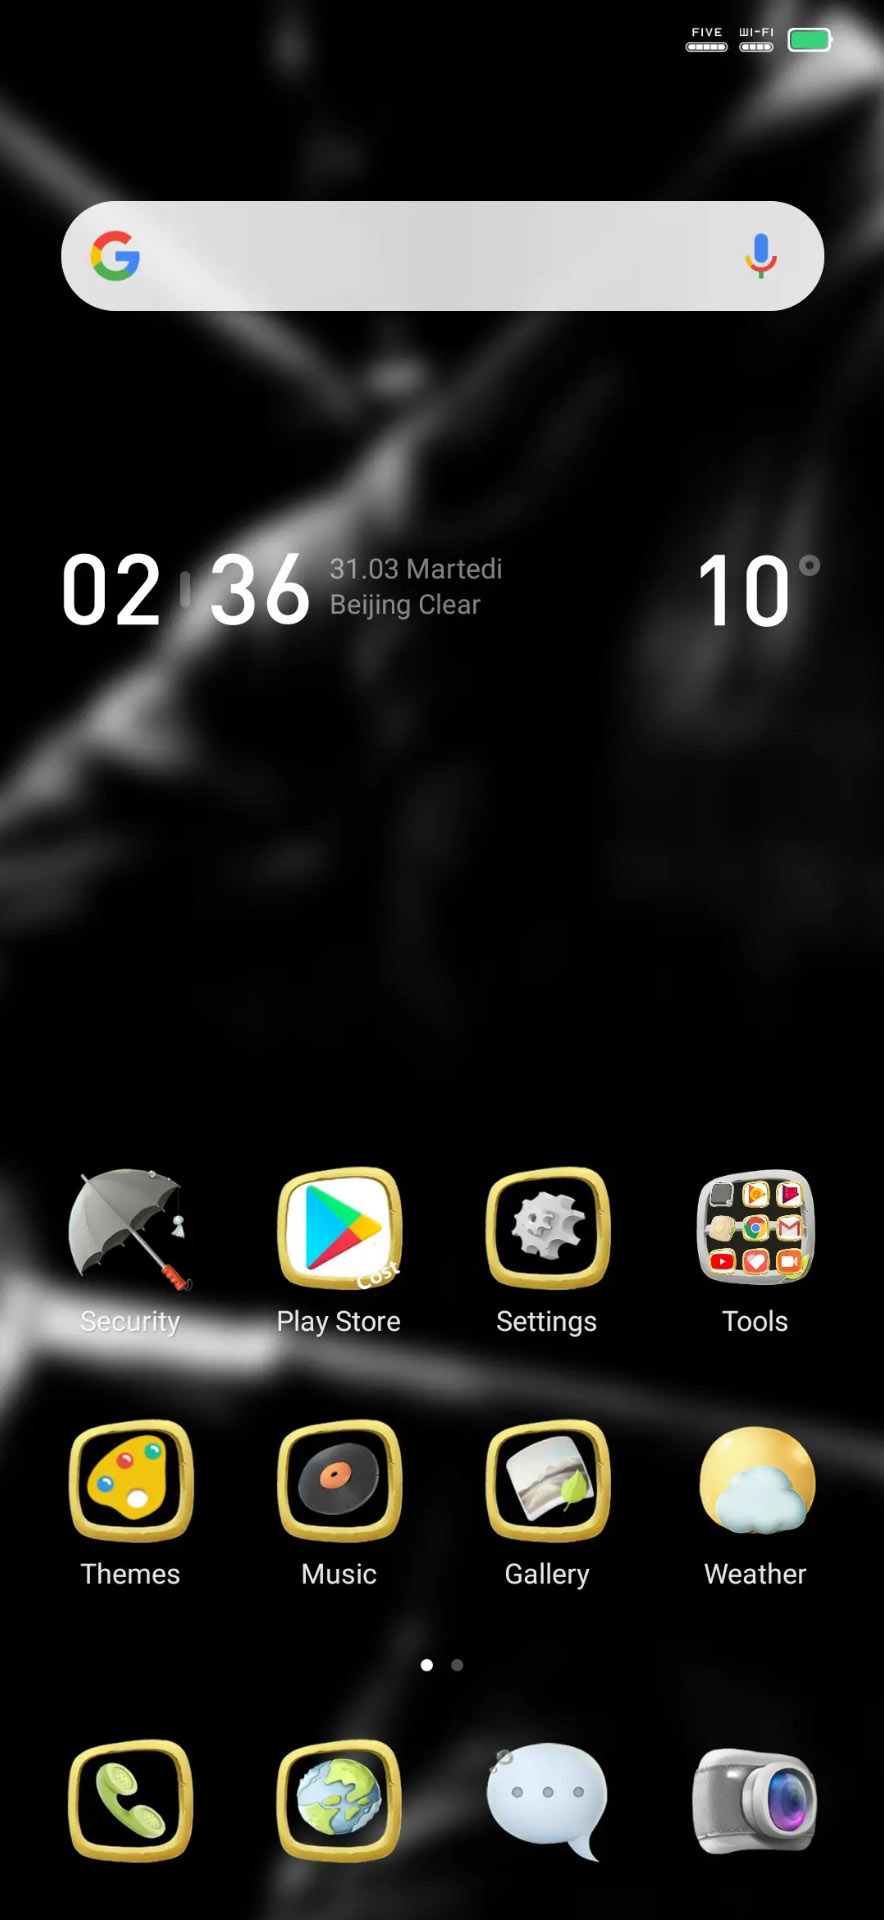 FIVE WI-FI
G
02 36
31.03 Martedi
Beijing Clear
10°
Cost
Security Play Store Settings Tools
Themes Music Gallery Weather